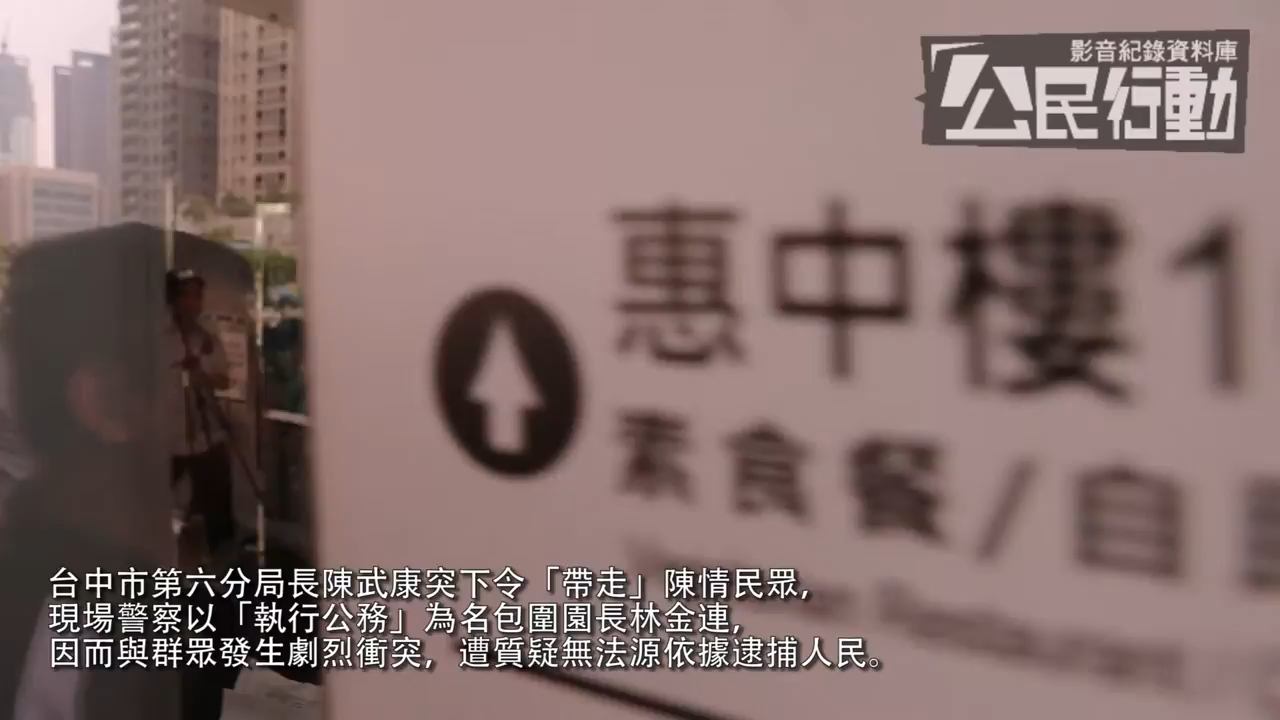 影音紀錄資料庫
公民行動
惠中樓1
素食餐/自
台中市第六分局長陳武康突下令「帶走」陳情民眾，
現場警察以「執行公務」為名包圍園長林金連，
因而與群眾發生劇烈衝突，遭質疑無法源依據逮捕人民。